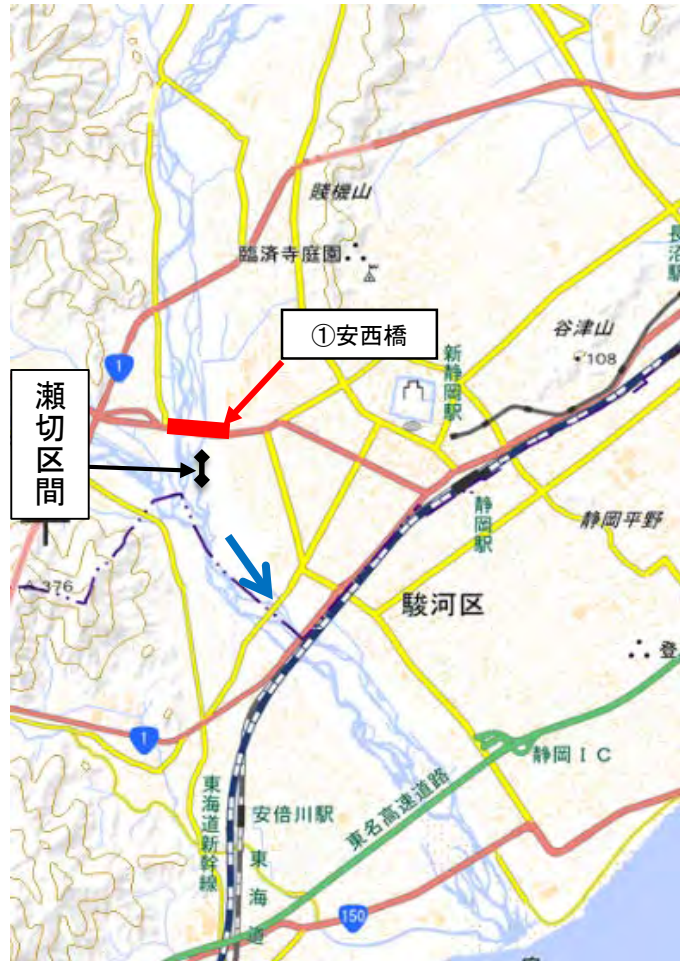 賤機山
臨済寺庭園
①安西橋
長沼駅
谷津山
108
新静岡駅
1
瀬切区間
静岡駅
静岡平野
376
駿河区
登
1
静岡IC
東名高速道路
安倍川駅
東海道新幹線
東海道
150